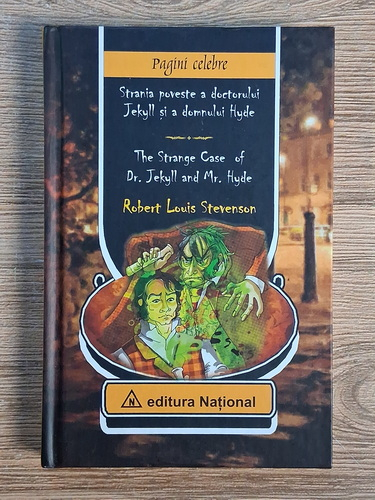 Pagini celebre
Strania poveste a doctorului
Jekyll și a domnului Hyde
The Strange Case of
Dr. Jekyll and Mr. Hyde
Robert Louis Stevenson
N editura Național